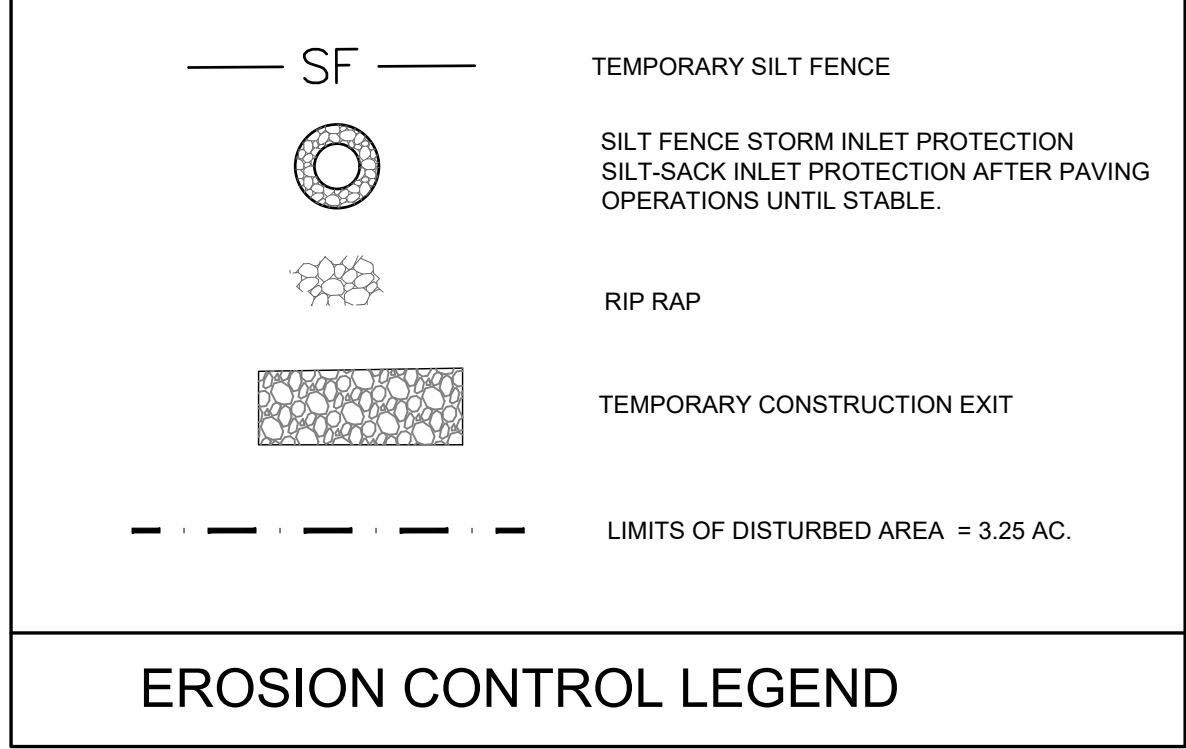 SF
TEMPORARY SILT FENCE
SILT FENCE STORM INLET PROTECTION
SILT-SACK INLET PROTECTION AFTER PAVING
OPERATIONS UNTIL STABLE.
RIP RAP
TEMPORARY CONSTRUCTION EXIT
LIMITS OF DISTURBED AREA = 3.25 AC.
EROSION CONTROL LEGEND